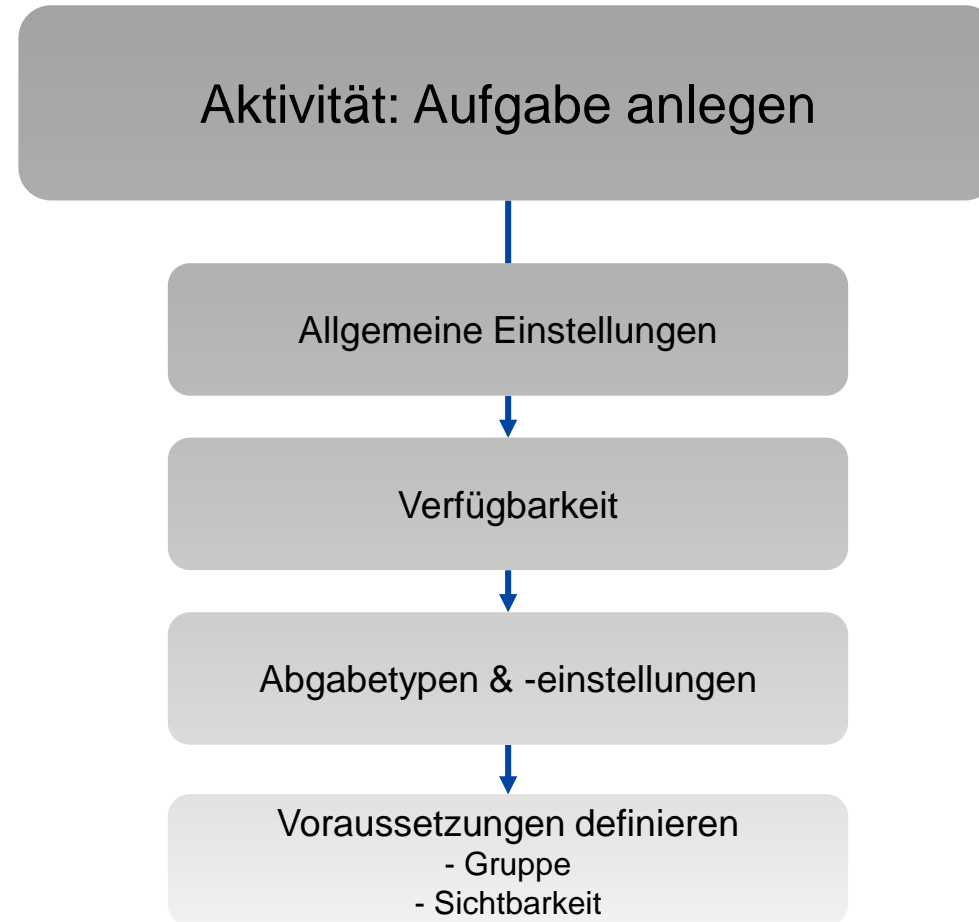 Aktivität: Aufgabe anlegen
Allgemeine Einstellungen
Verfügbarkeit
Abgabetypen & -einstellungen
Voraussetzungen definieren
- Gruppe
- Sichtbarkeit